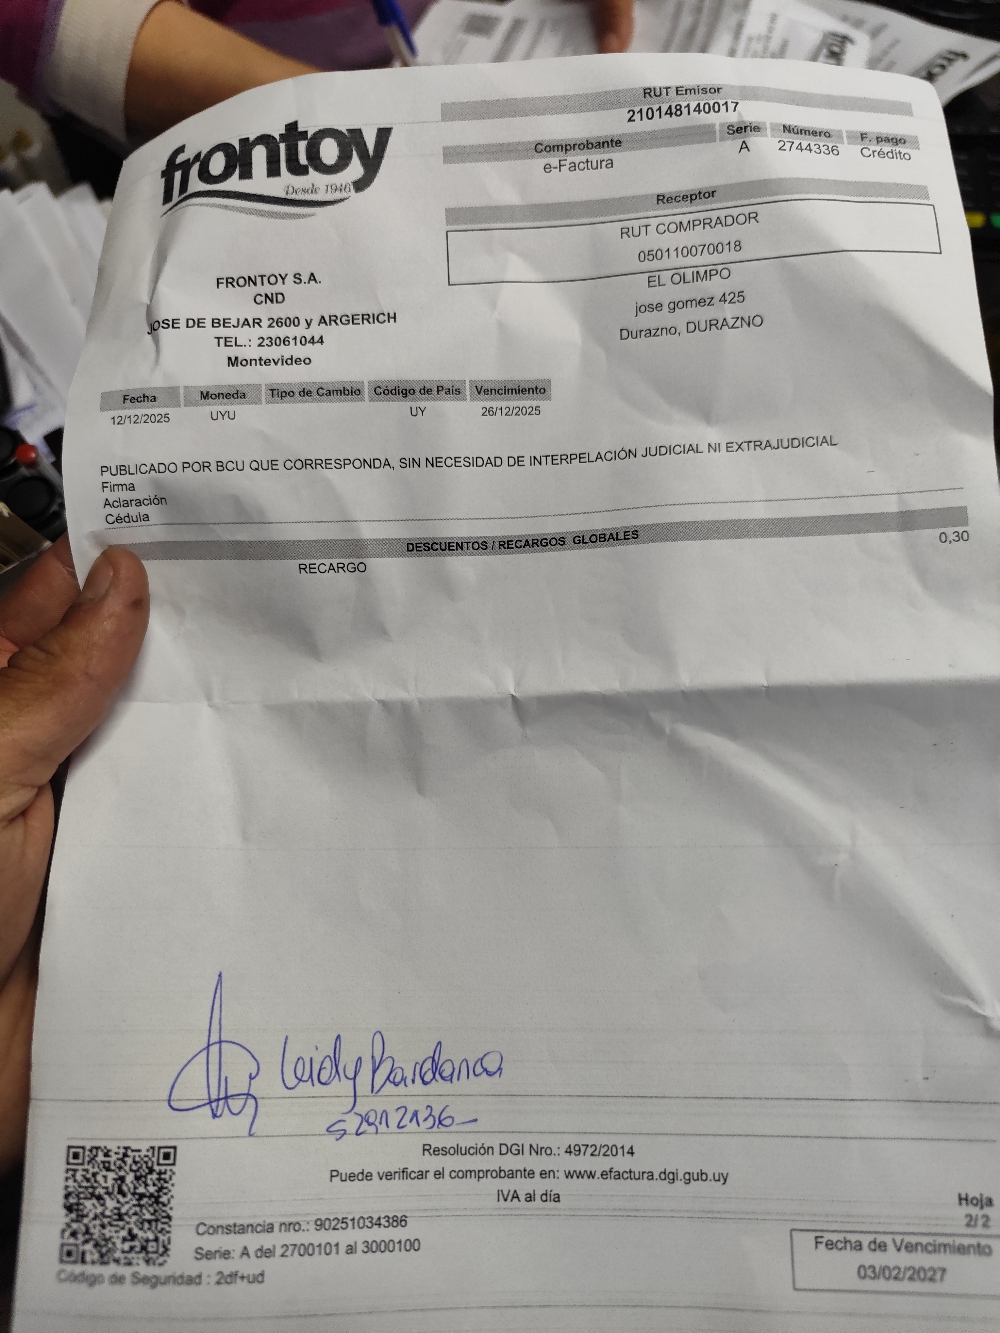 frontoy
Desde 1946
FRONTOY S.A.
CND
JOSE DE BEJAR 2600 y ARGERICH
TEL.: 23061044
Montevideo
RUT Emisor
210148140017
Comprobante Serie Número F. pago
e-Factura A 2744336 Crédito
Receptor
RUT COMPRADOR
050110070018
EL OLIMPO
jose gomez 425
Durazno, DURAZNO
Fecha Moneda Tipo de Cambio Código de País Vencimiento
12/12/2025 UYU UY 26/12/2025
PUBLICADO POR BCU QUE CORRESPONDA, SIN NECESIDAD DE INTERPELACIÓN JUDICIAL NI EXTRAJUDICIAL
Firma
Aclaración
Cédula
DESCUENTOS / RECARGOS GLOBALES
RECARGO 0,30
Leidy Bardanca
52912136
Resolución DGI Nro.: 4972/2014
Puede verificar el comprobante en: www.efactura.dgi.gub.uy
IVA al día
Constancia nro.: 90251034386
Serie: A del 2700101 al 3000100
Código de Seguridad : 2df+ud
Hoja
2/2
Fecha de Vencimiento
03/02/2027